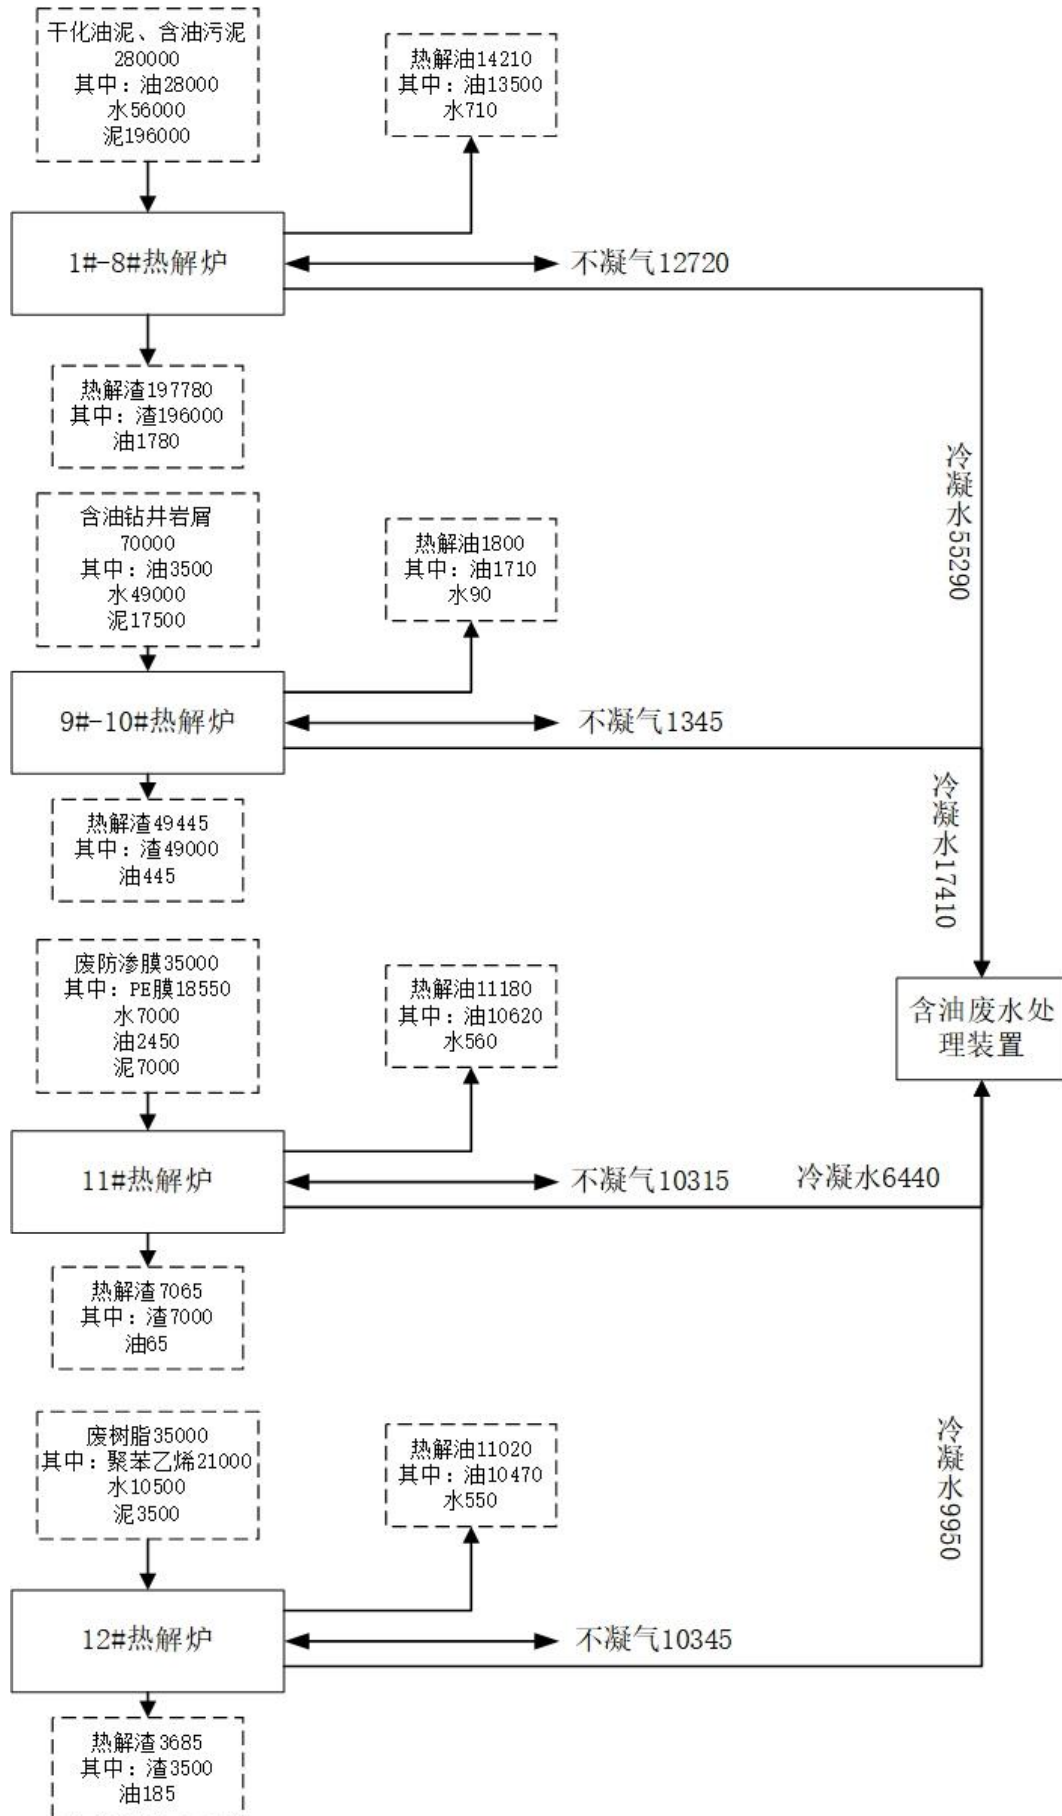 干化油泥、含油污泥
280000
其中：油28000
水56000
泥196000
热解油14210
其中：油13500
水710
1#-8#热解炉
不凝气12720
热解渣197780
其中：渣196000
油1780
冷凝水55290
含油钻井岩屑
70000
其中：油3500
水49000
泥17500
热解油1800
其中：油1710
水90
9#-10#热解炉
不凝气1345
冷凝水17410
热解渣49445
其中：渣49000
油445
废防渗膜35000
其中：PE膜18550
水7000
油2450
泥7000
热解油11180
其中：油10620
水560
含油废水处
理装置
11#热解炉
不凝气10315
冷凝水6440
热解渣7065
其中：渣7000
油65
废树脂35000
其中：聚苯乙烯21000
水10500
泥3500
热解油11020
其中：油10470
水550
冷凝水9950
12#热解炉
不凝气10345
热解渣3685
其中：渣3500
油185